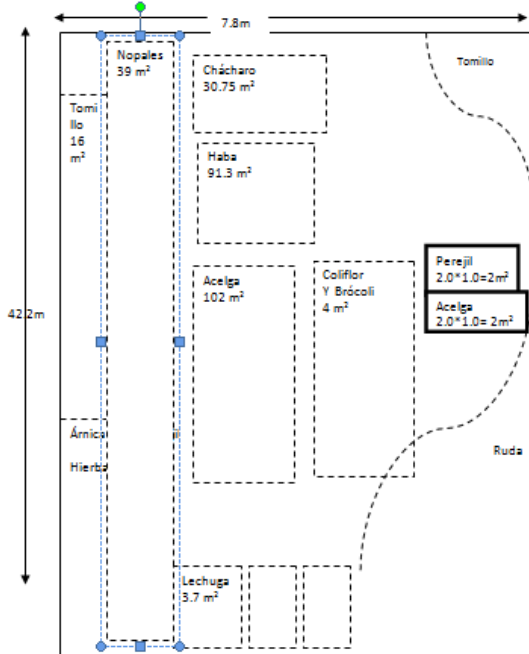 7.8m
Nopales
39 m²
Chácharo
30.75 m²
Tomillo
Tomi
llo
16
m²
Haba
91.3 m²
Perejil
2.0*1.0=2m²
Acelga
102 m²
Coliflor
Y Brócoli
4 m²
Acelga
2.0*1.0= 2m²
42.2m
Árnica
Hierba
Ruda
Lechuga
3.7 m²